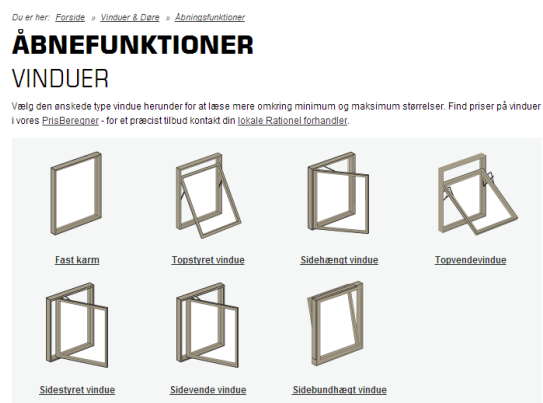 Du er her: Forside » Vinduer & Døre » Åbningsfunktioner
ÅBNEFUNKTIONER
VINDUER
Vælg den ønskede type vindue herunder for at læse mere omkring minimum og maksimum størrelser. Find priser på vinduer
i vores PrisBeregner - for et præcist tilbud kontakt din lokale Rationel forhandler.
Fast karm
Topstyret vindue
Sidehængt vindue
Topvendevindue
Sidestyret vindue
Sidevende vindue
Sidebundhægt vindue